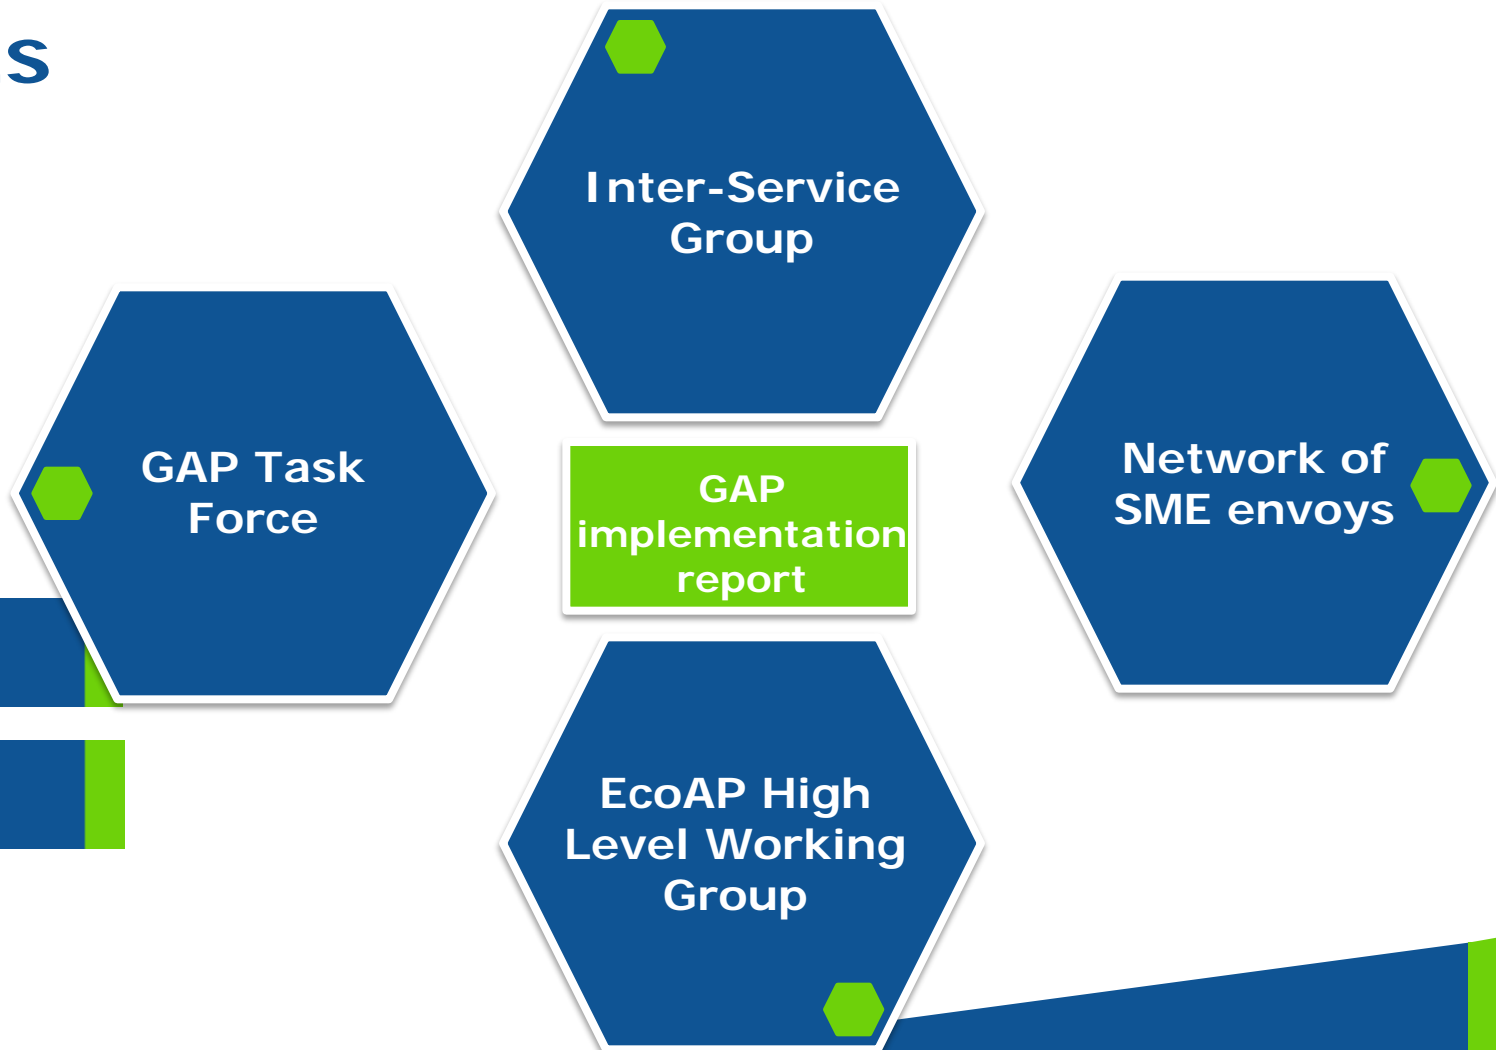 s
Inter-Service
Group
GAP Task
Force
GAP
implementation
report
Network of
SME envoys
EcoAP High
Level Working
Group